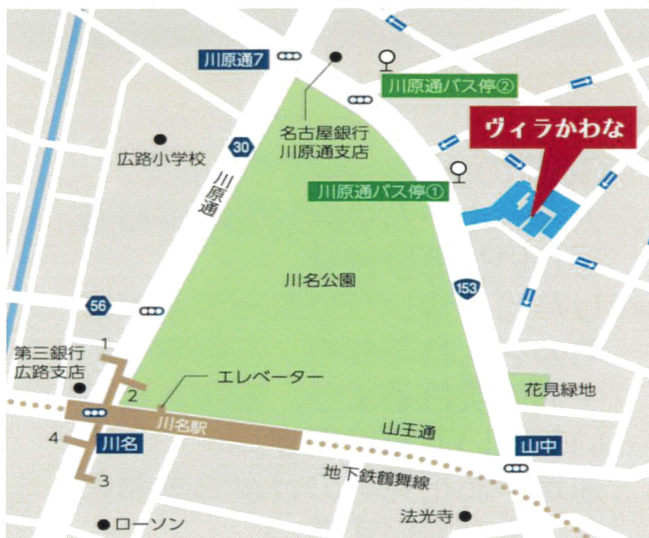 川原通7
川原通バス停②
名古屋銀行
川原通支店
ヴィラかわな
広路小学校
30
川原通
川原通バス停①
川名公園
153
56
第三銀行
広路支店
1
2
エレベーター
花見緑地
川名駅
山王通
4
川名
山中
3
地下鉄鶴舞線
ローソン
法光寺